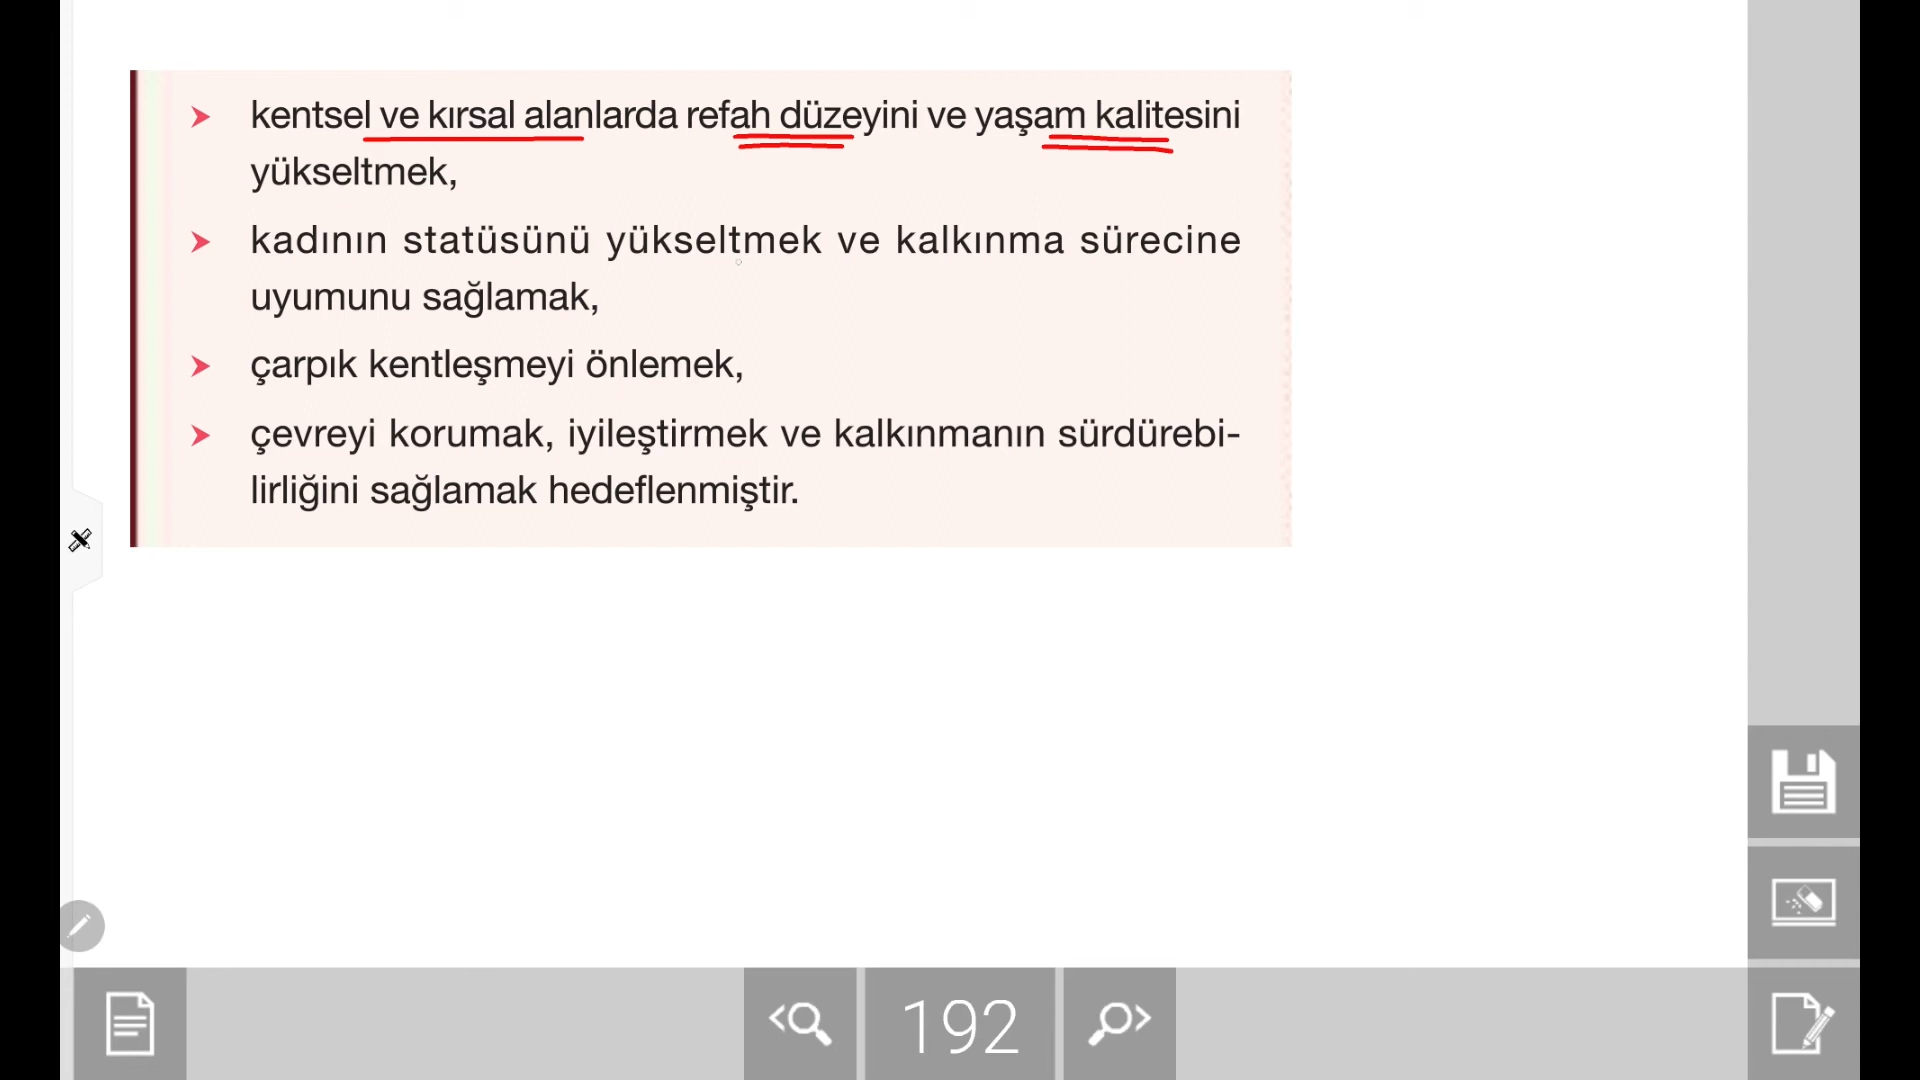 kentsel ve kırsal alanlarda refah düzeyini ve yaşam kalitesini
yükseltmek,
kadının statüsünü yükseltmek ve kalkınma sürecine
uyumunu sağlamak,
çarpık kentleşmeyi önlemek,
çevreyi korumak, iyileştirmek ve kalkınmanın sürdürebi-
lirliğini sağlamak hedeflenmiştir.
192